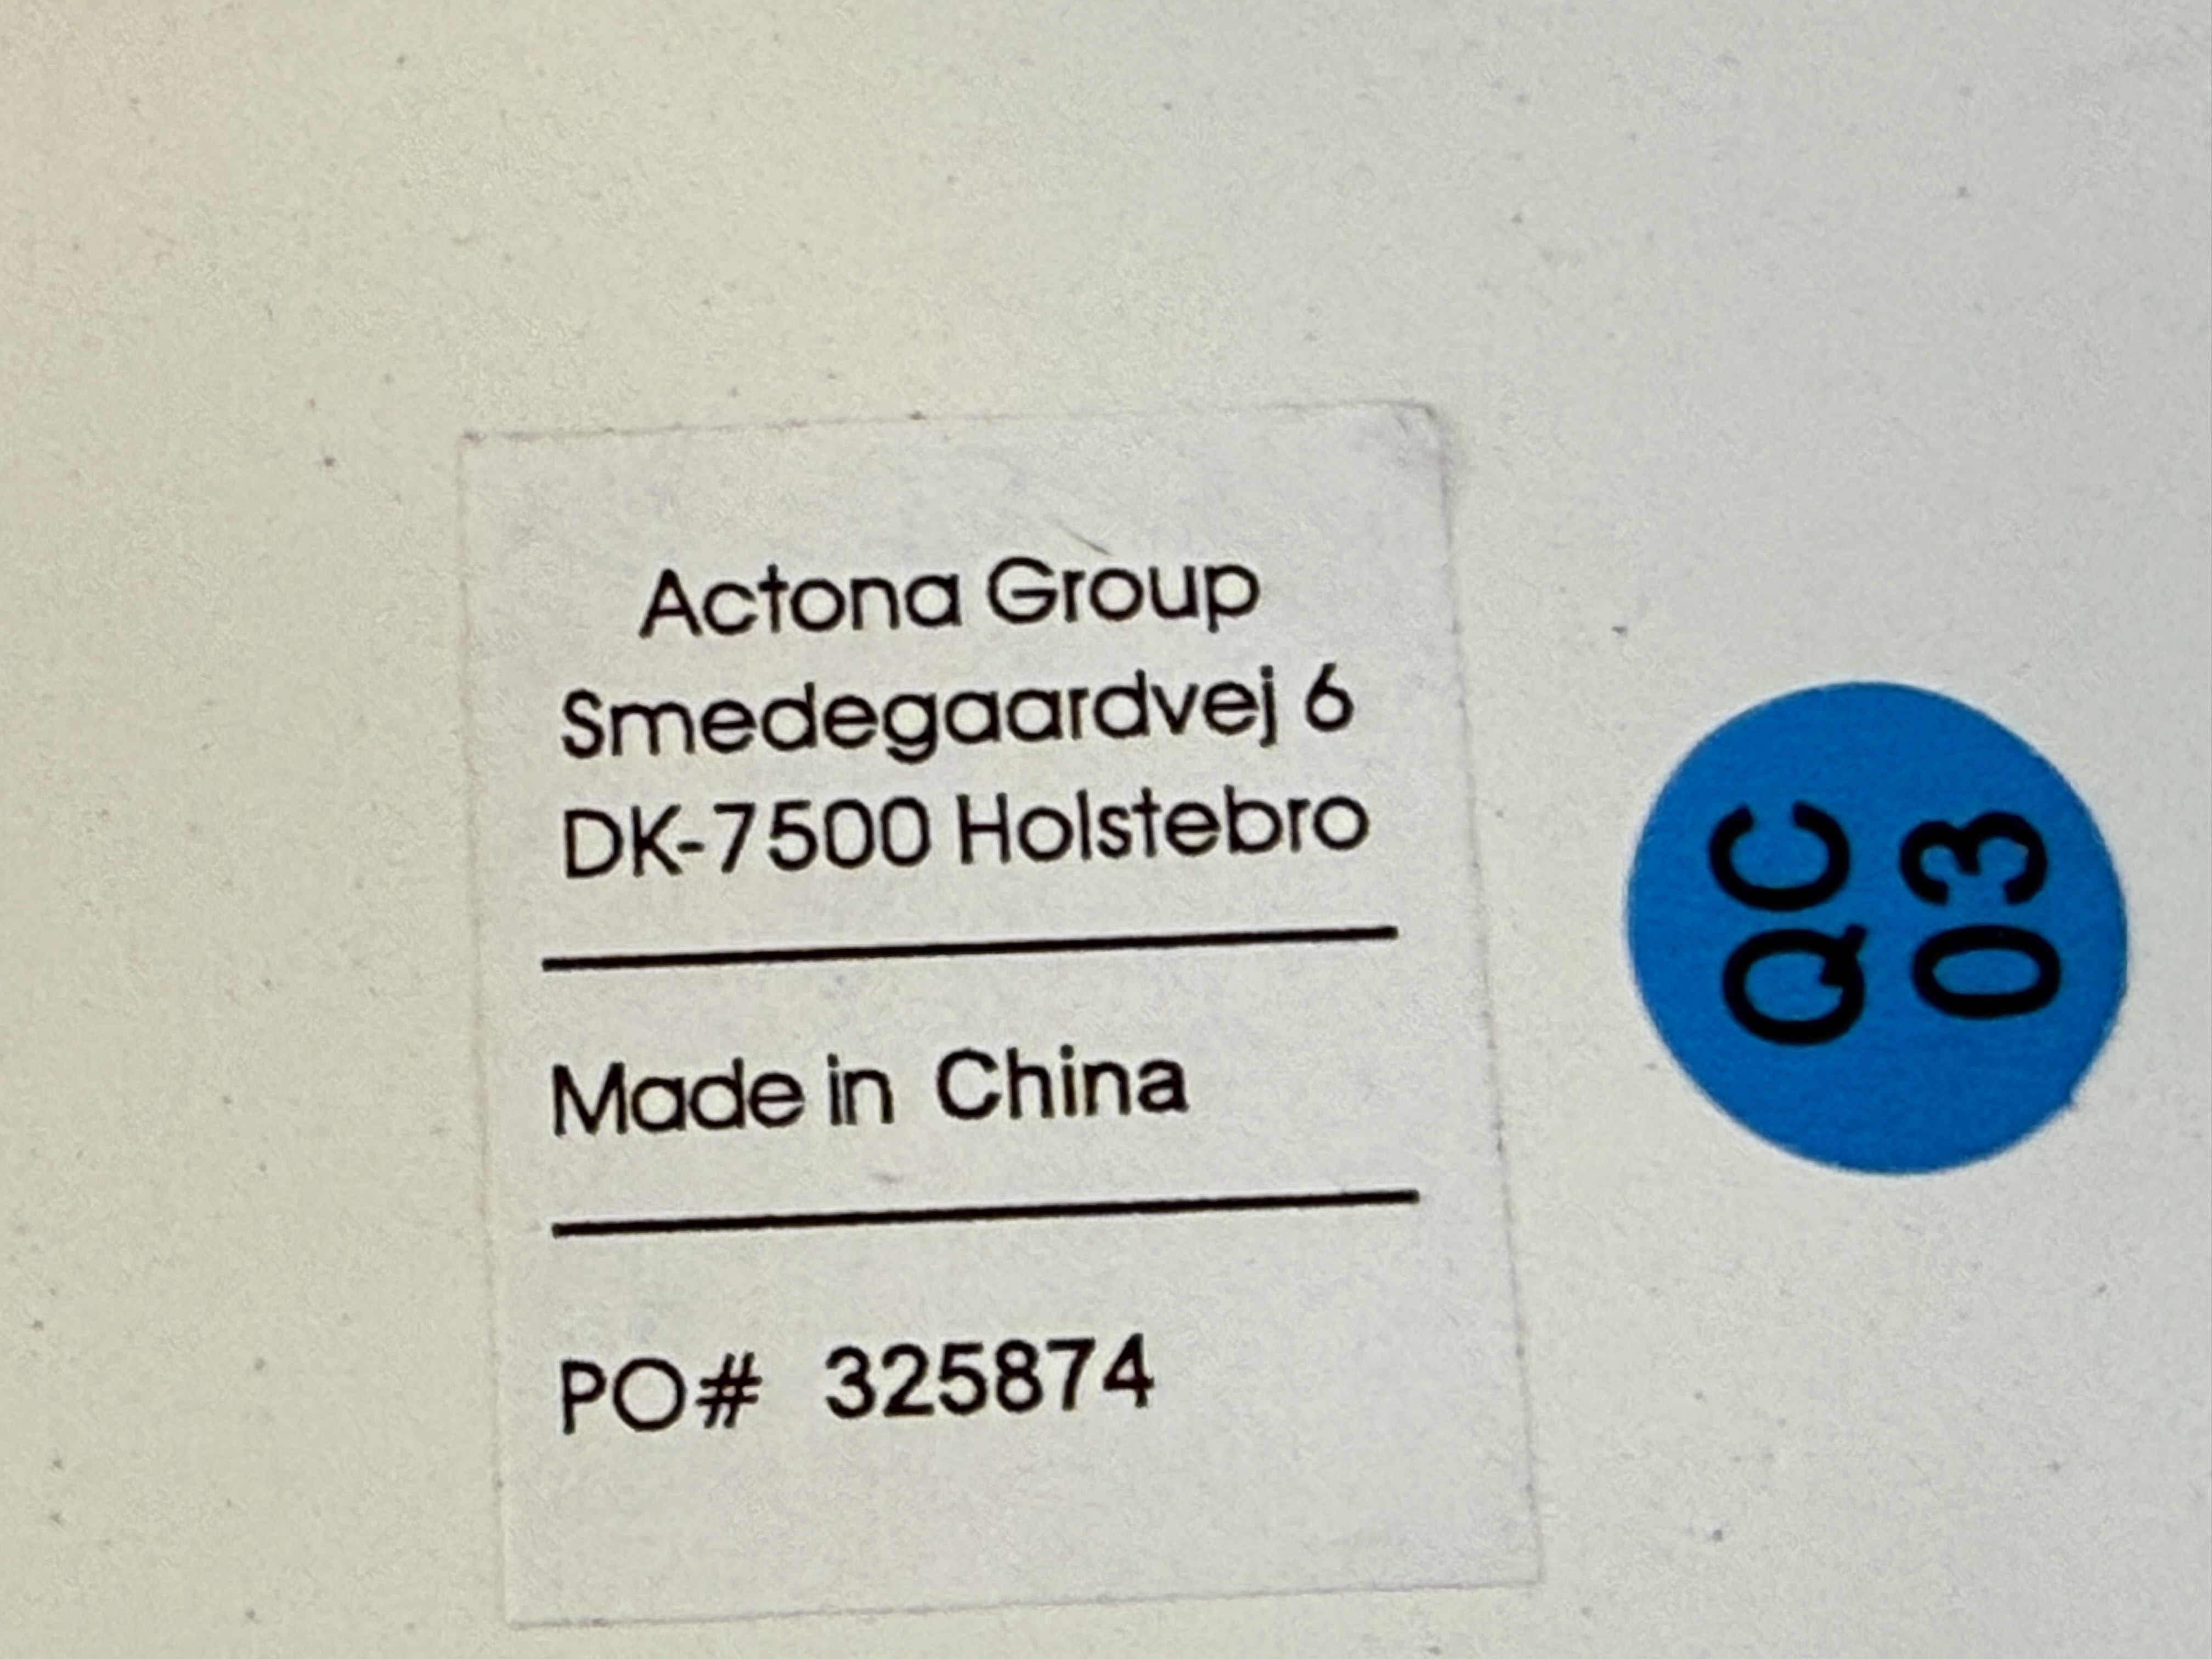 Actona Group
Smedegaardvej 6
DK-7500 Holstebro
Made in China
PO# 325874
QC
03